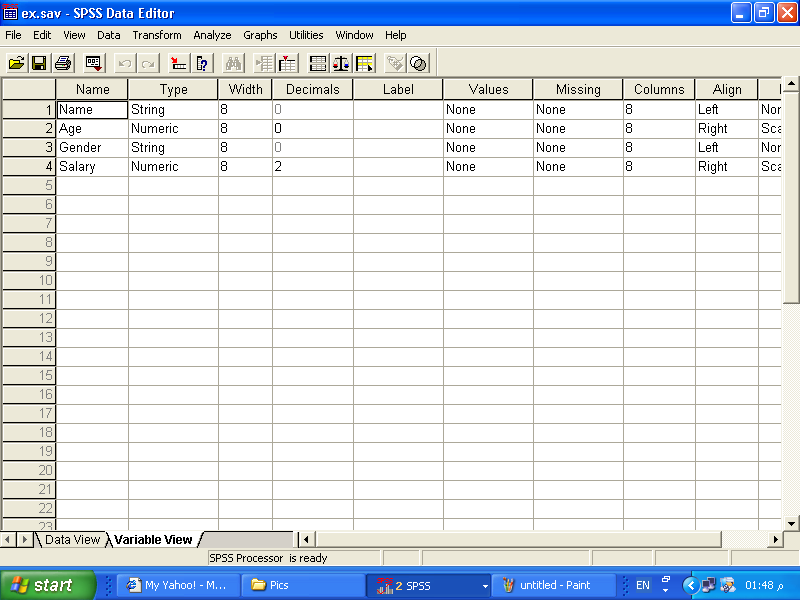 ex.sav - SPSS Data Editor
File Edit View Data Transform Analyze Graphs Utilities Window Help
Name Type Width Decimals Label Values Missing Columns Align
1 Name String 8 0 None None 8 Left Nor
2 Age Numeric 8 0 None None 8 Right Sca
3 Gender String 8 0 None None 8 Left Nor
4 Salary Numeric 8 2 None None 8 Right Sca
5
6
7
8
9
10
11
12
13
14
15
16
17
18
19
20
21
22
23
Data View Variable View
SPSS Processor is ready
start My Yahoo! - M... Pics 2 SPSS untitled - Paint EN 01:48 م